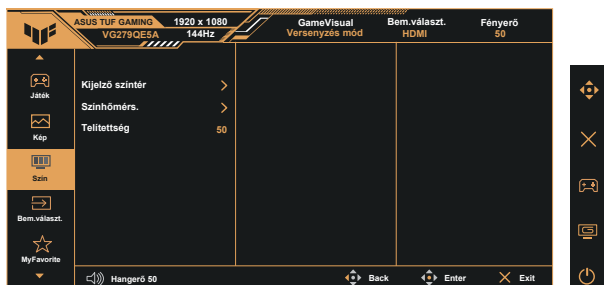 ASUS TUF GAMING 1920 x 1080
VG279QE5A 144Hz
GameVisual
Versenyzés mód
Bem.választ.
HDMI
Fényerő
50
Játék
Kép
Szín
Bem.választ.
MyFavorite
Kijelző színtér
Színhőmérs.
Telítettség 50
Hangerő 50
Back
Enter
Exit